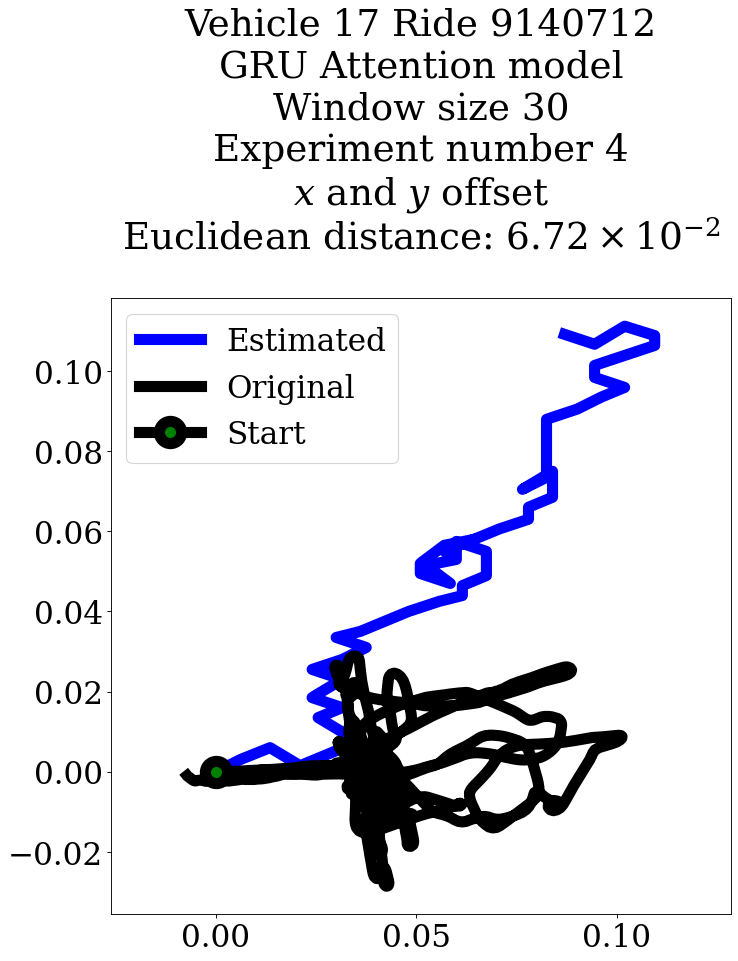 Vehicle 17 Ride 9140712
GRU Attention model
Window size 30
Experiment number 4
x and y offset
Euclidean distance: 6.72 × 10⁻²
Estimated
Original
Start
0.10
0.08
0.06
0.04
0.02
0.00
−0.02
0.00 0.05 0.10